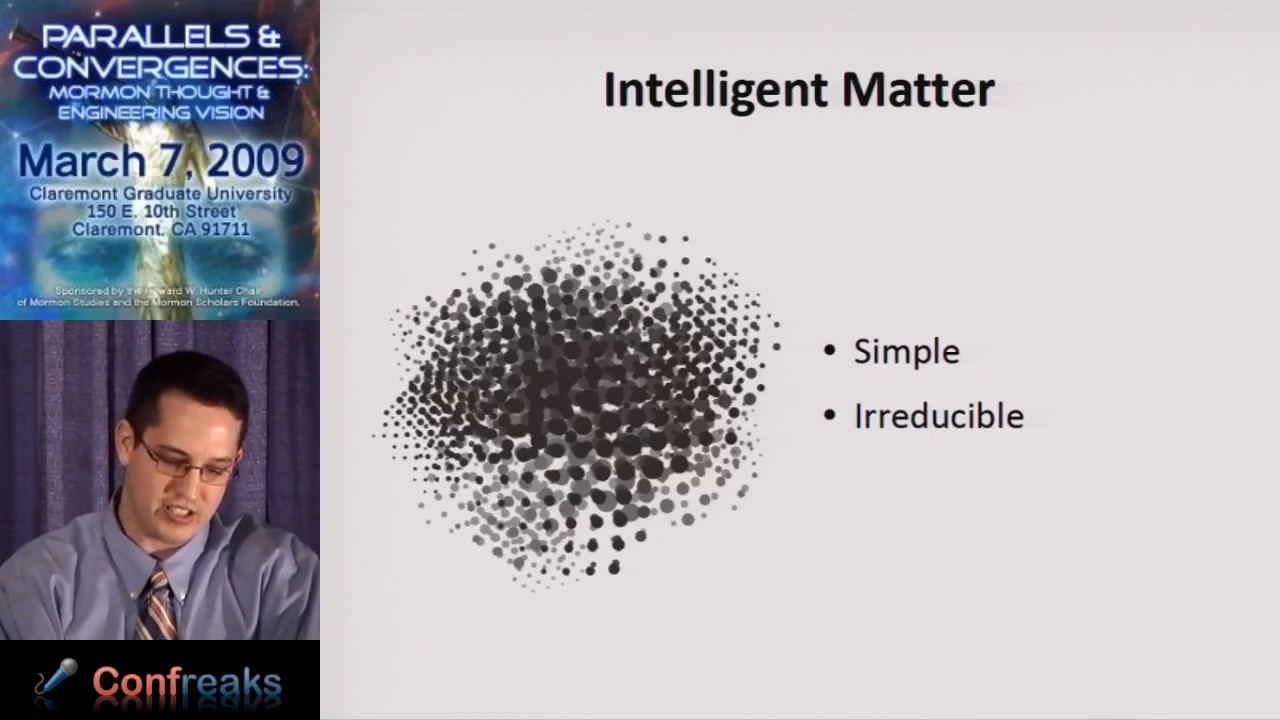 PARALLELS &
CONVERGENCES:
MORMON THOUGHT &
ENGINEERING VISION
March 7, 2009
Claremont Graduate University
150 E. 10th Street
Claremont. CA 91711
Sponsored by the Howard W. Hunter Chair
of Mormon Studies and the Mormon Scholars Foundation.
Confreaks
Intelligent Matter
• Simple
• Irreducible